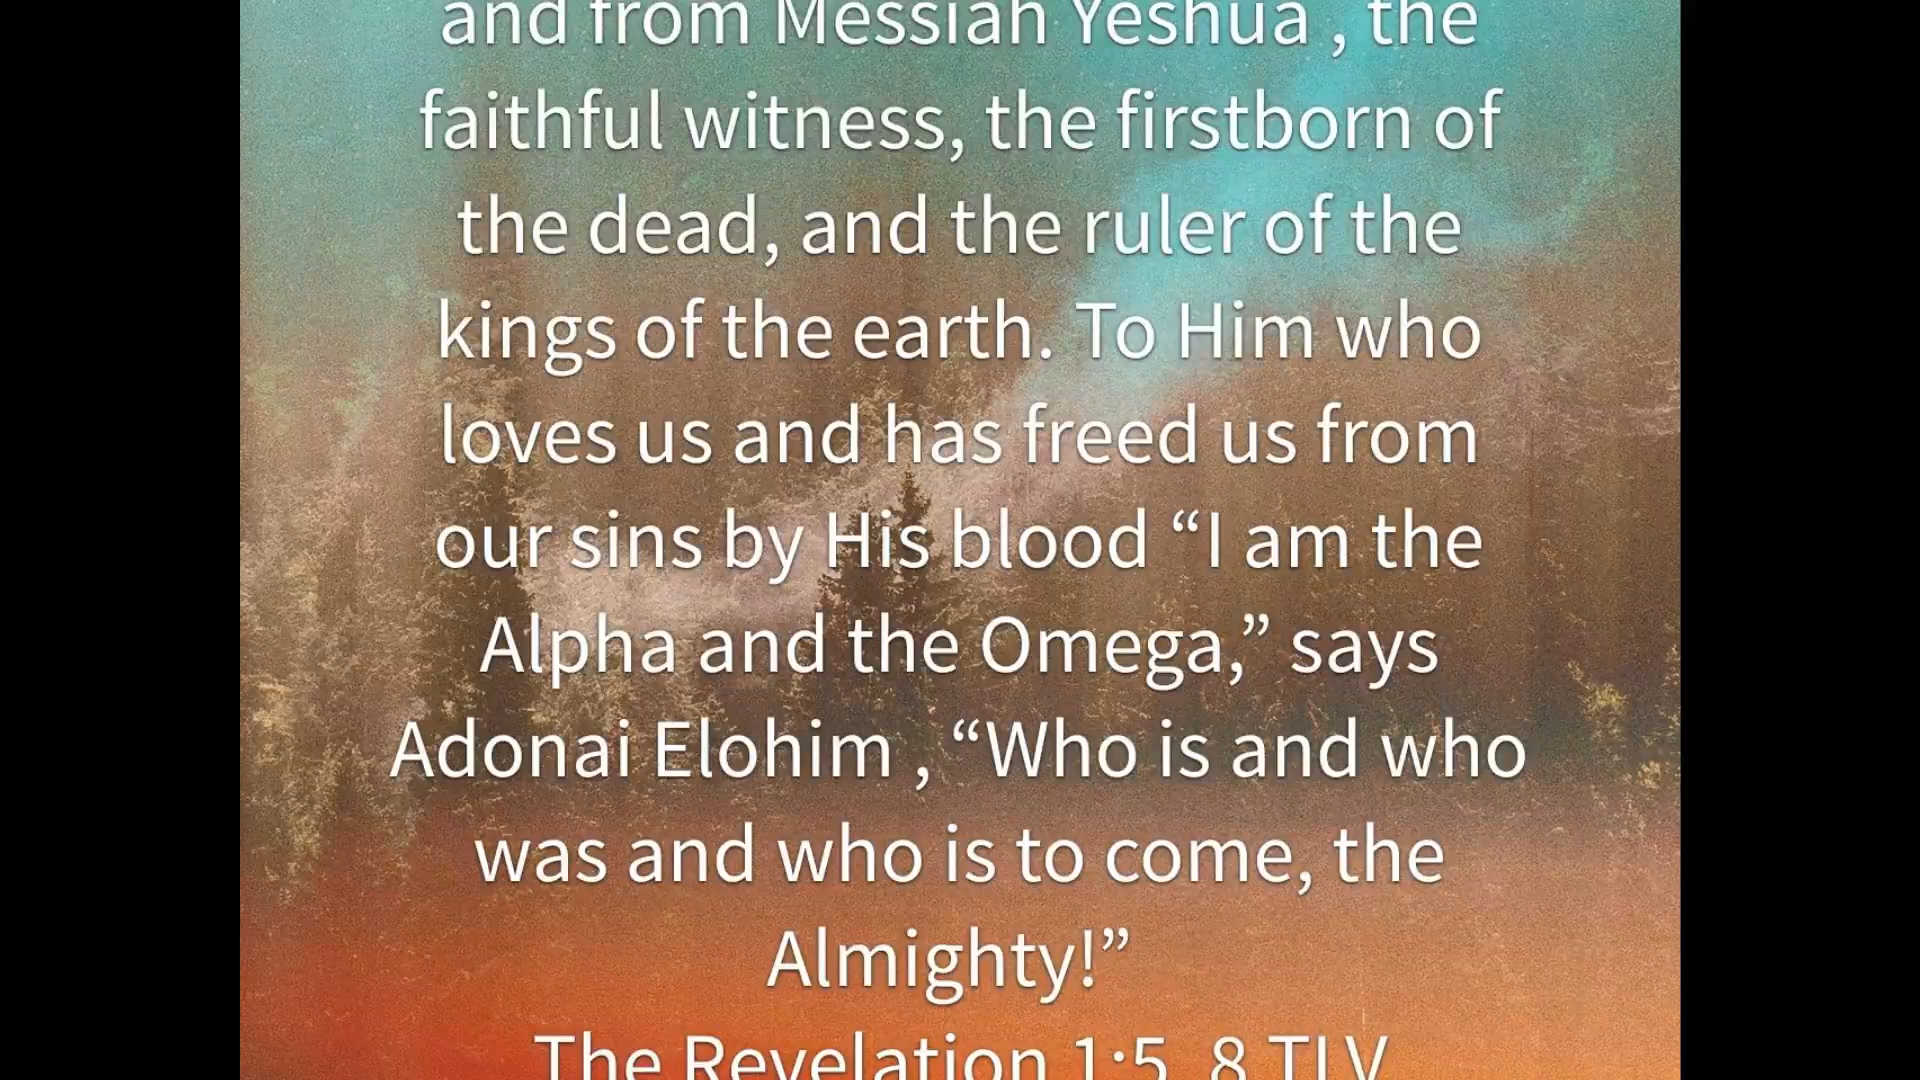 and from Messiah Yeshua , the
faithful witness, the firstborn of
the dead, and the ruler of the
kings of the earth. To Him who
loves us and has freed us from
our sins by His blood “I am the
Alpha and the Omega,” says
Adonai Elohim , “Who is and who
was and who is to come, the
Almighty!”
The Revelation 1:5, 8 TLV